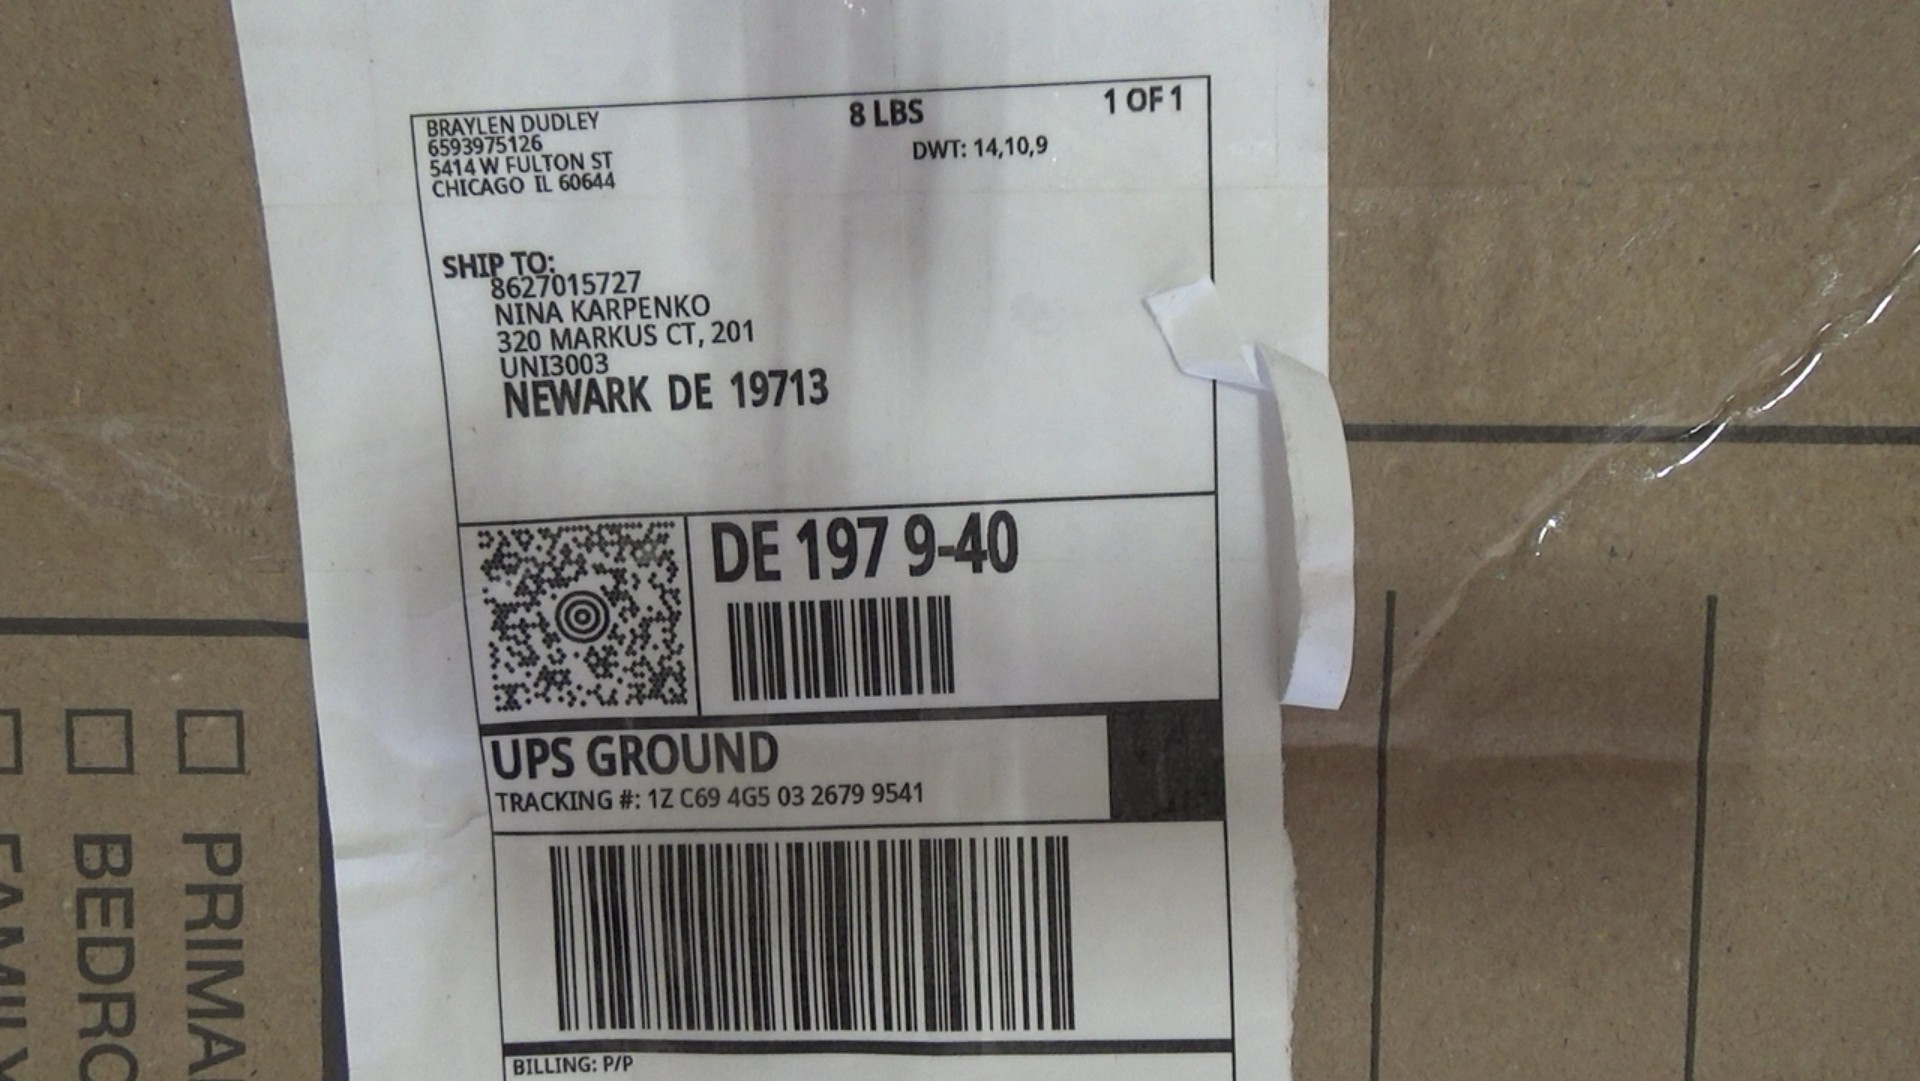 BRAYLEN DUDLEY
6593975126
5414 W FULTON ST
CHICAGO IL 60644
8 LBS
1 OF 1
DWT: 14,10,9
SHIP TO:
8627015727
NINA KARPENKO
320 MARKUS CT, 201
UNI3003
NEWARK DE 19713
DE 197 9-40
UPS GROUND
TRACKING #: 1Z C69 4G5 03 2679 9541
BILLING: P/P
PRIMA
BEDRO
FAMILY